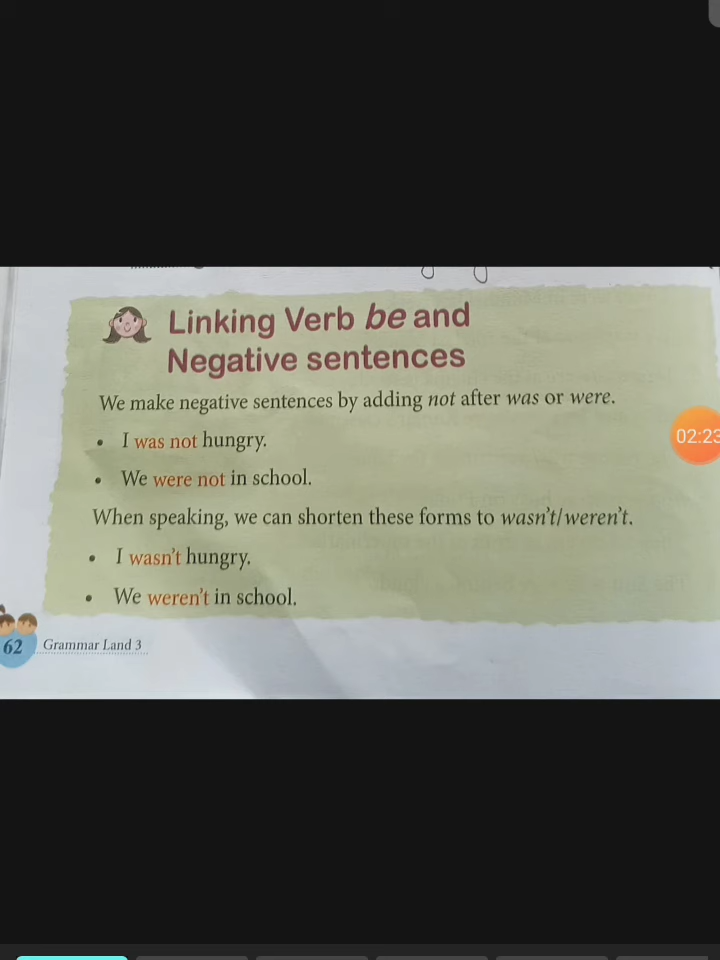 Linking Verb be and
Negative sentences
We make negative sentences by adding not after was or were.
• I was not hungry.
• We were not in school.
When speaking, we can shorten these forms to wasn't/weren't.
• I wasn't hungry.
• We weren't in school.
62 Grammar Land 3
02:23